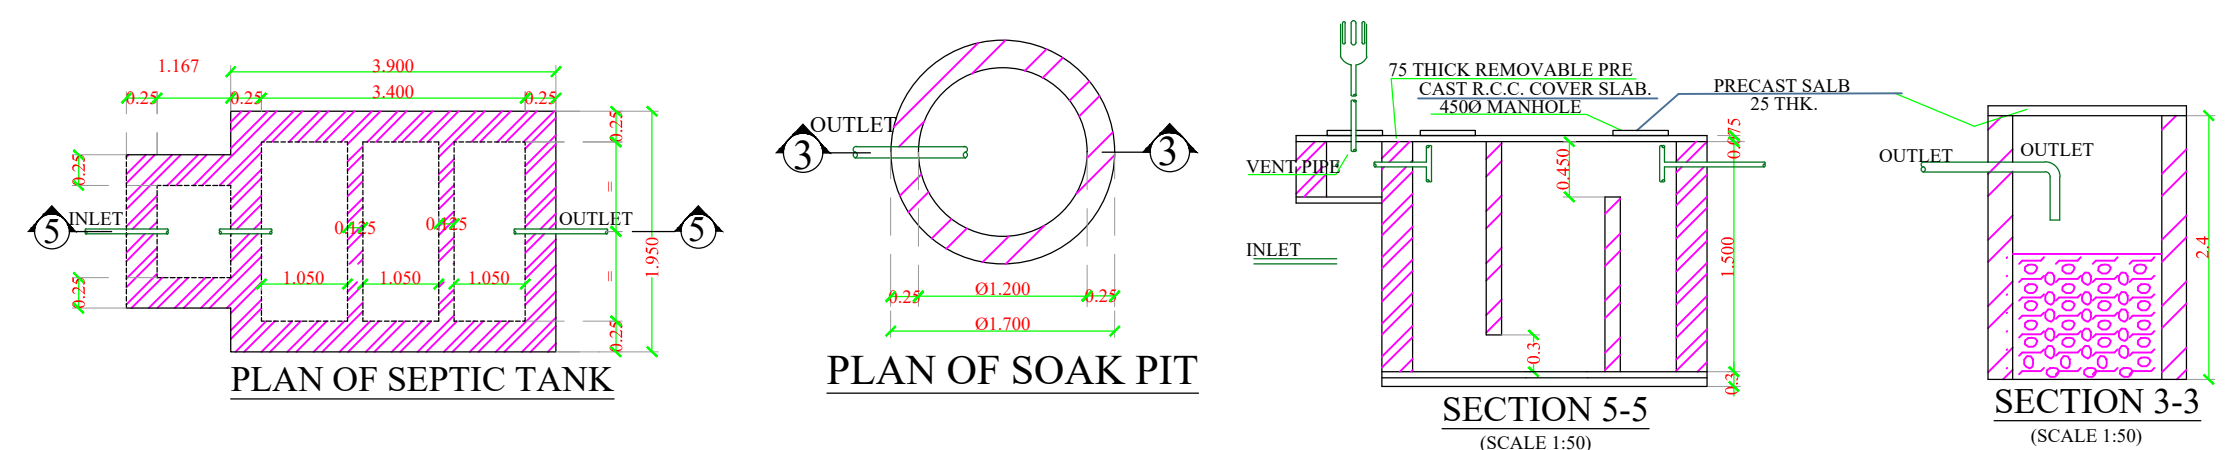 1.167
3.900
3.400
0.25
0.25
0.25
0.25
0.25
=
5
INLET
0.125
0.125
OUTLET
5
1.050
1.050
1.050
=
1.950
0.25
0.25
PLAN OF SEPTIC TANK
OUTLET
3
3
0.25
Ø1.200
0.25
Ø1.700
PLAN OF SOAK PIT
75 THICK REMOVABLE PRE
CAST R.C.C. COVER SLAB.
450Ø MANHOLE
PRECAST SALB
25 THK.
VENT PIPE
0.450
0.075
INLET
1.500
0.3
0.3
SECTION 5-5
(SCALE 1:50)
OUTLET
OUTLET
2.4
SECTION 3-3
(SCALE 1:50)